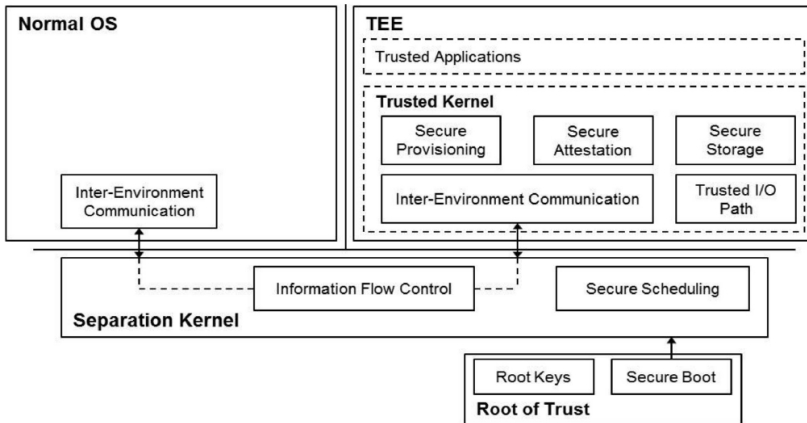 Normal OS
Inter-Environment
Communication
TEE
Trusted Applications
Trusted Kernel
Secure
Provisioning
Secure
Attestation
Secure
Storage
Inter-Environment Communication
Trusted I/O
Path
Information Flow Control
Secure Scheduling
Separation Kernel
Root Keys
Secure Boot
Root of Trust